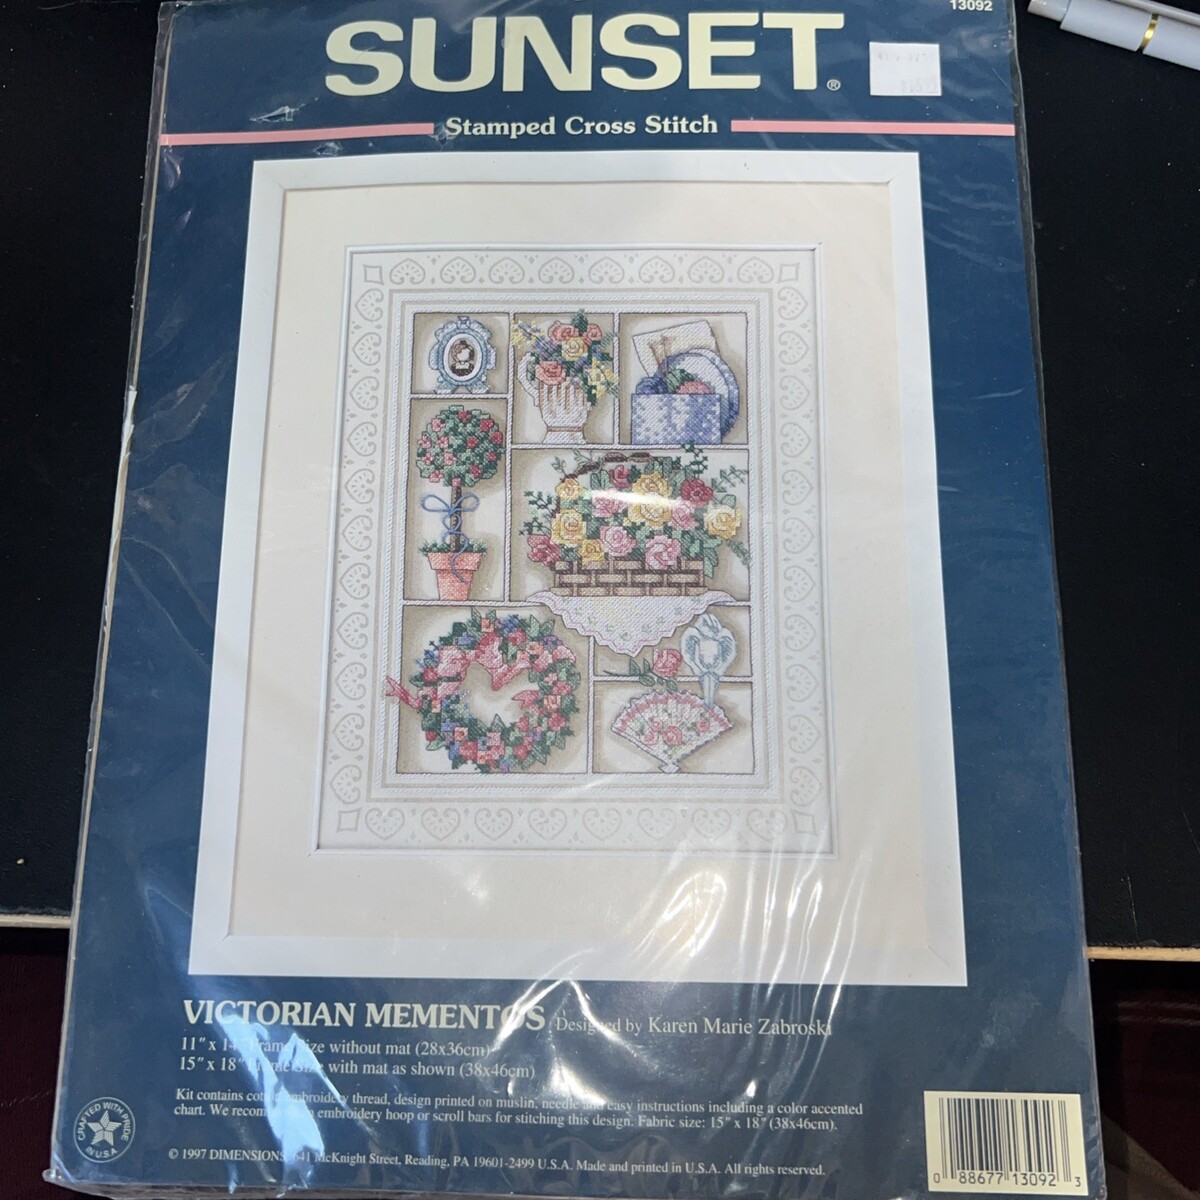 13092
SUNSET®
Stamped Cross Stitch
VICTORIAN MEMENTOS Designed by Karen Marie Zabroski
11" x 14" Frame Size without mat (28x36cm)
15" x 18" Frame Size with mat as shown (38x46cm)
Kit contains cotton embroidery thread, design printed on muslin, needle and easy instructions including a color accented
chart. We recommend an embroidery hoop or scroll bars for stitching this design. Fabric size: 15" x 18" (38x46cm).
CRAFTED WITH PRIDE
IN U.S.A.
© 1997 DIMENSIONS, 641 McKnight Street, Reading, PA 19601-2499 U.S.A. Made and printed in U.S.A. All rights reserved.
0 88677 13092 3